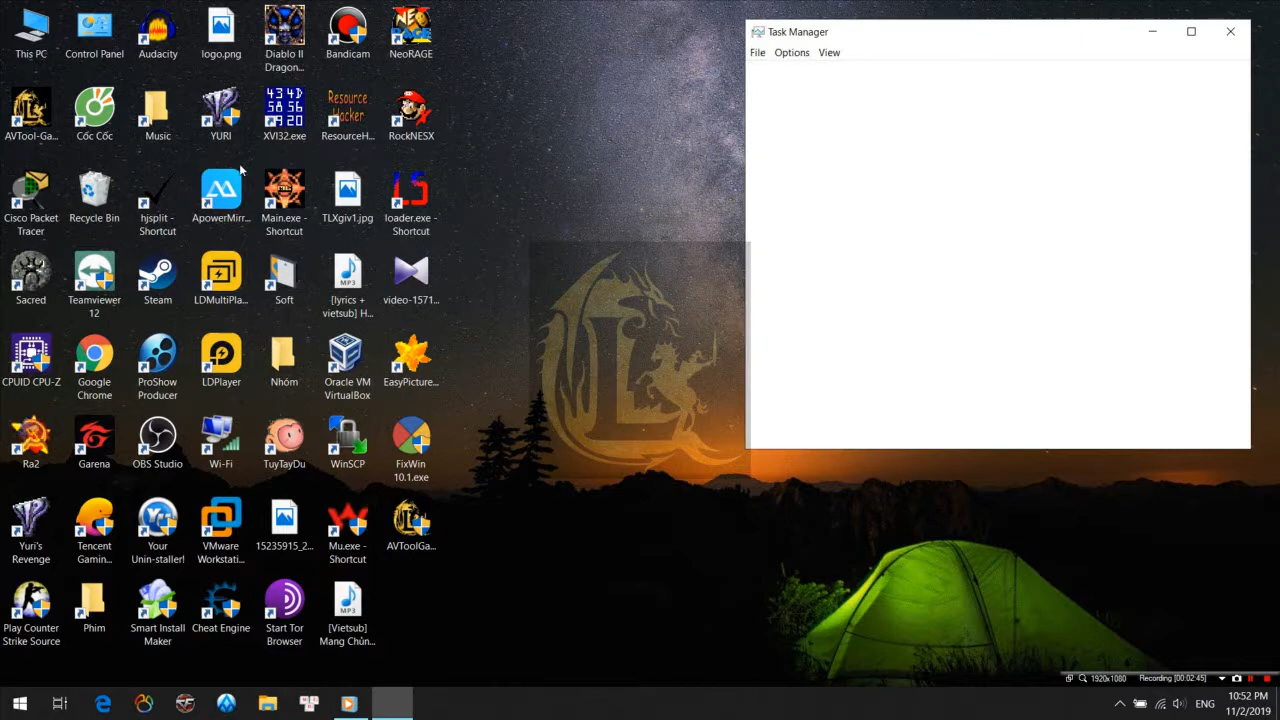 This PC
Control Panel
Audacity
logo.png
Diablo II
Dragon...
Bandicam
NeoRAGE
AVTool-Ga...
Cốc Cốc
Music
YURI
XVI32.exe
ResourceH...
RockNESX
Cisco Packet
Tracer
Recycle Bin
hjsplit -
Shortcut
ApowerMirr...
Main.exe -
Shortcut
TLXgiv1.jpg
loader.exe -
Shortcut
Sacred
Teamviewer
12
Steam
LDMultiPla...
Soft
[lyrics +
vietsub] H...
video-1571...
CPUID CPU-Z
Google
Chrome
ProShow
Producer
LDPlayer
Nhóm
Oracle VM
VirtualBox
EasyPicture...
Ra2
Garena
OBS Studio
Wi-Fi
TuyTayDu
WinSCP
FixWin
10.1.exe
Yuri's
Revenge
Tencent
Gamin...
Your
Unin-staller!
VMware
Workstati...
15235915_2...
Mu.exe -
Shortcut
AVToolGa...
Play Counter
Strike Source
Phim
Smart Install
Maker
Cheat Engine
Start Tor
Browser
[Vietsub]
Mang Chủn...
Task Manager
File Options View
1920x1080 Recording [00:02:45]
ENG
10:52 PM
11/2/2019